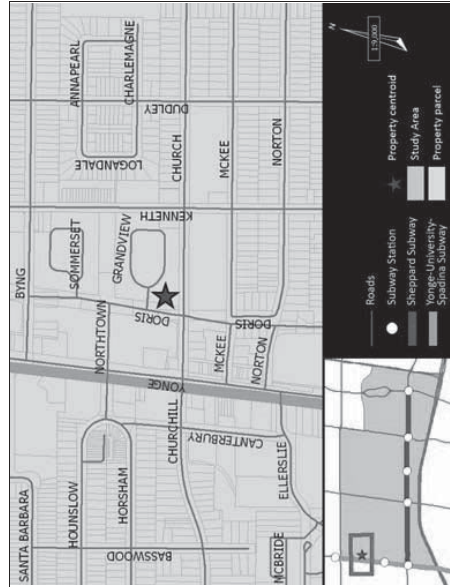 SANTA BARBARA
BYNG
ANNAPEARL
CHARLEMAGNE
SOMMERSET
HOUNSLOW
NORTHTOWN
GRANDVIEW
LOGANDALE
DUDLEY
HORSHAM
DORIS
KENNETH
CHURCH
YONGE
CHURCHILL
BASSWOOD
CANTERBURY
MCKEE
MCKEE
DORIS
NORTON
NORTON
ELLERSLIE
MCBRIDE
N
1:9,000
Roads
Subway Station
Sheppard Subway
Yonge-University-
Spadina Subway
Property centroid
Study Area
Property parcel